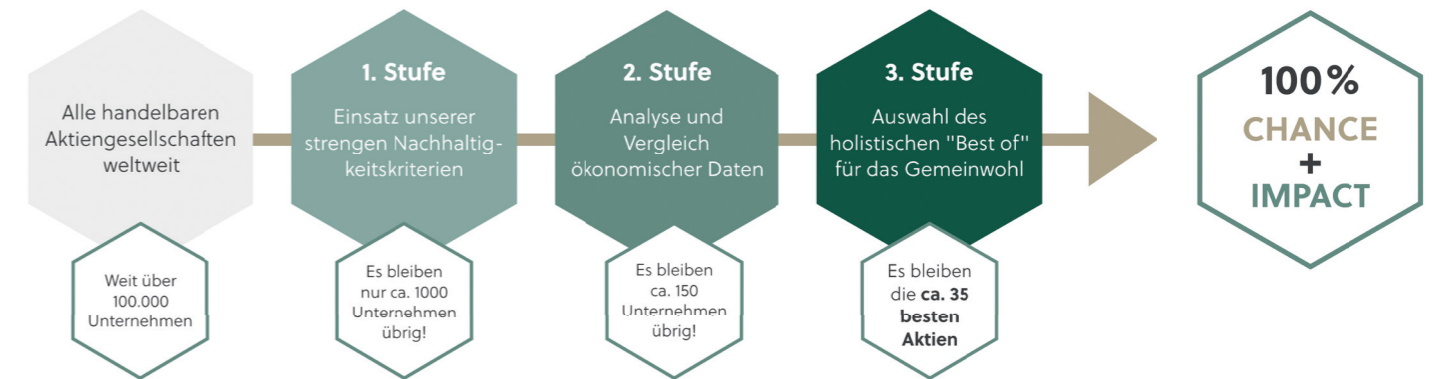 Alle handelbaren
Aktiengesellschaften
weltweit
Weit über
100.000
Unternehmen
1. Stufe
Einsatz unserer
strengen Nachhaltig-
keitskriterien
Es bleiben
nur ca. 1000
Unternehmen
übrig!
2. Stufe
Analyse und
Vergleich
ökonomischer Daten
Es bleiben
ca. 150
Unternehmen
übrig!
3. Stufe
Auswahl des
holistischen "Best of"
für das Gemeinwohl
Es bleiben
die ca. 35
besten
Aktien
100%
CHANCE
+
IMPACT